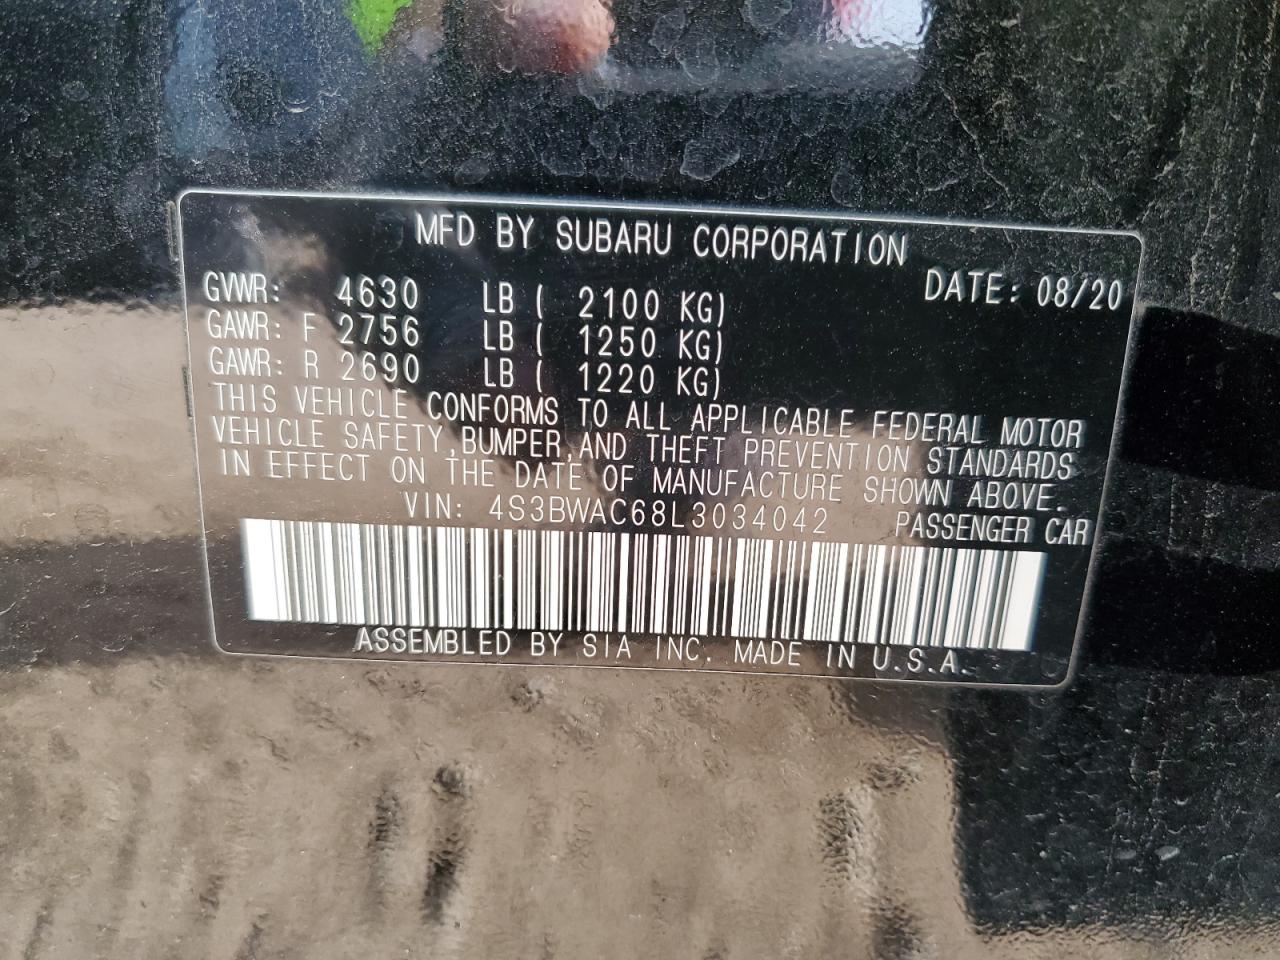 MFD BY SUBARU CORPORATION
DATE: 08/20
GVWR: 4630 LB ( 2100 KG)
GAWR: F 2756 LB ( 1250 KG)
GAWR: R 2690 LB ( 1220 KG)
THIS VEHICLE CONFORMS TO ALL APPLICABLE FEDERAL MOTOR
VEHICLE SAFETY,BUMPER,AND THEFT PREVENTION STANDARDS
IN EFFECT ON THE DATE OF MANUFACTURE SHOWN ABOVE.
VIN: 4S3BWAC68L3034042 PASSENGER CAR
ASSEMBLED BY SIA INC. MADE IN U.S.A.